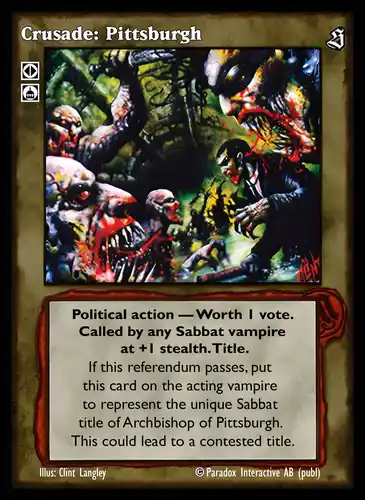 Crusade: Pittsburgh
Political action — Worth 1 vote.
Called by any Sabbat vampire
at +1 stealth. Title.
If this referendum passes, put
this card on the acting vampire
to represent the unique Sabbat
title of Archbishop of Pittsburgh.
This could lead to a contested title.
Illus: Clint Langley
© Paradox Interactive AB (publ)